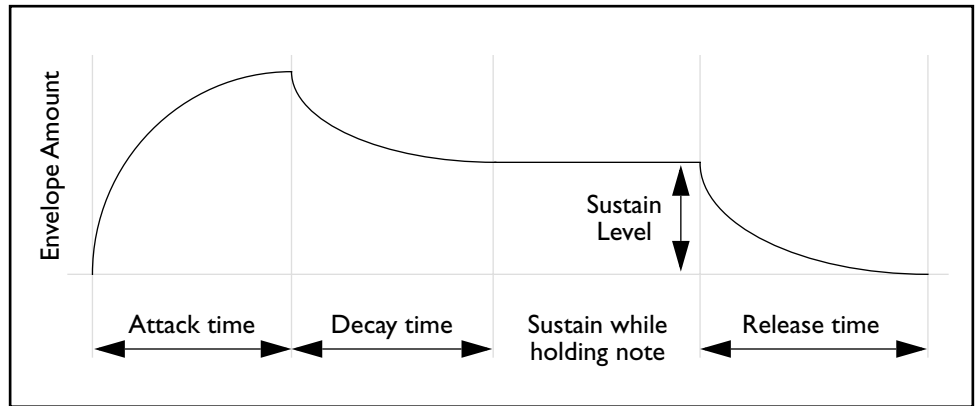 Envelope Amount
Sustain
Level
Attack time
Decay time
Sustain while
holding note
Release time